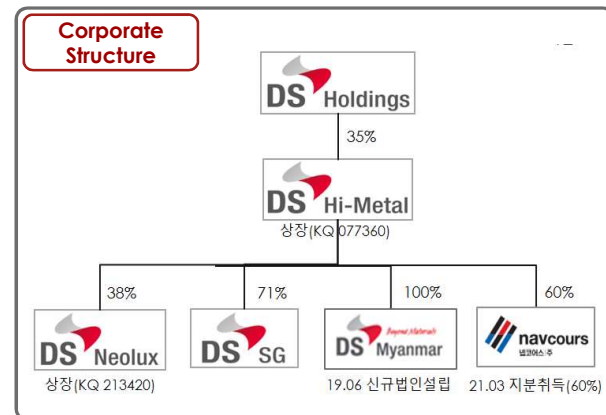 Corporate
Structure
DS Holdings
35%
DS Hi-Metal
상장(KQ 077360)
38%
71%
100%
60%
DS Neolux
DS SG
Beyond Materials
DS Myanmar
navcours
넵코어스㈜
상장(KQ 213420)
19.06 신규법인설립
21.03 지분취득(60%)